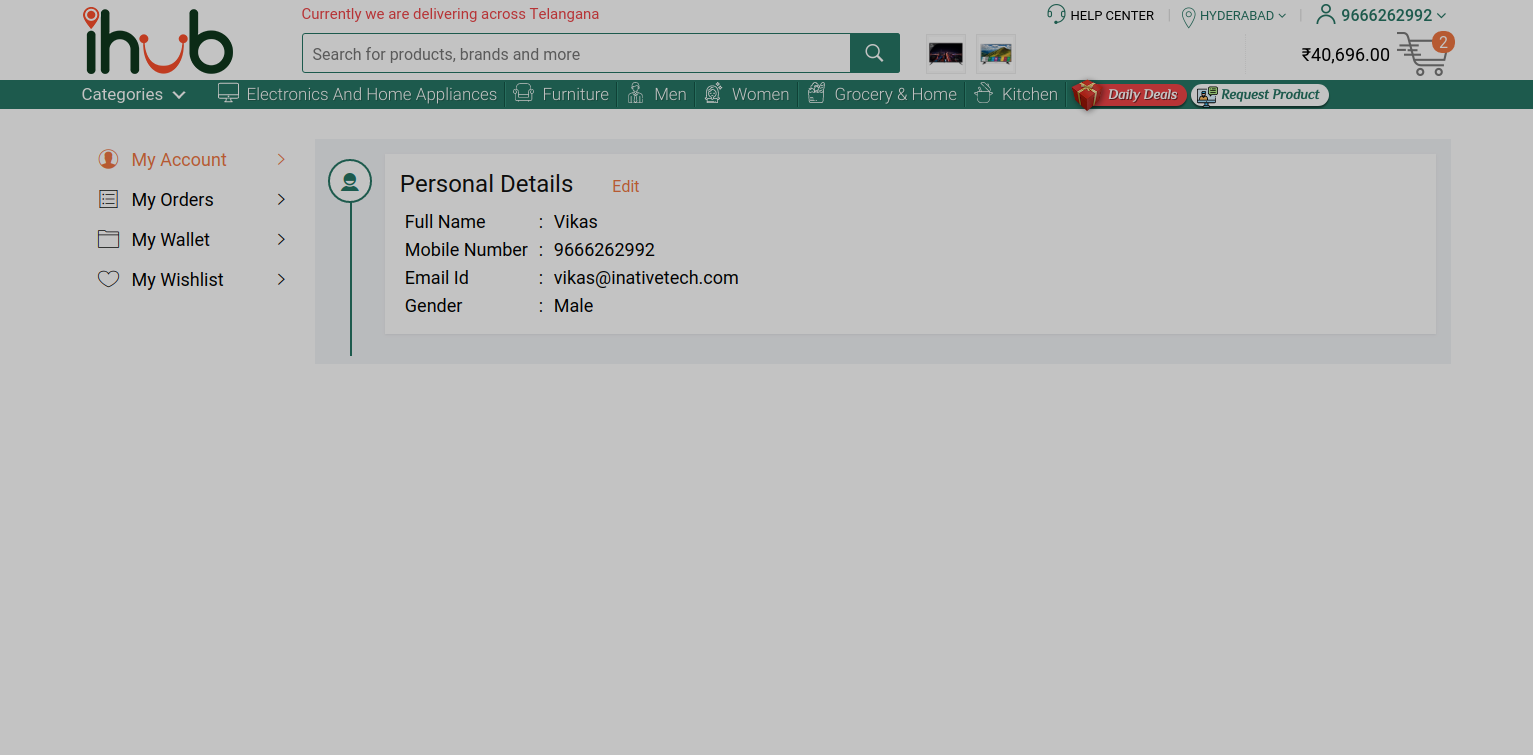 ihub
Currently we are delivering across Telangana
HELP CENTER
HYDERABAD
9666262992
Search for products, brands and more
₹40,696.00
2
Categories
Electronics And Home Appliances
Furniture
Men
Women
Grocery & Home
Kitchen
Daily Deals
Request Product
My Account
My Orders
My Wallet
My Wishlist
Personal Details Edit
Full Name : Vikas
Mobile Number : 9666262992
Email Id : vikas@inativetech.com
Gender : Male